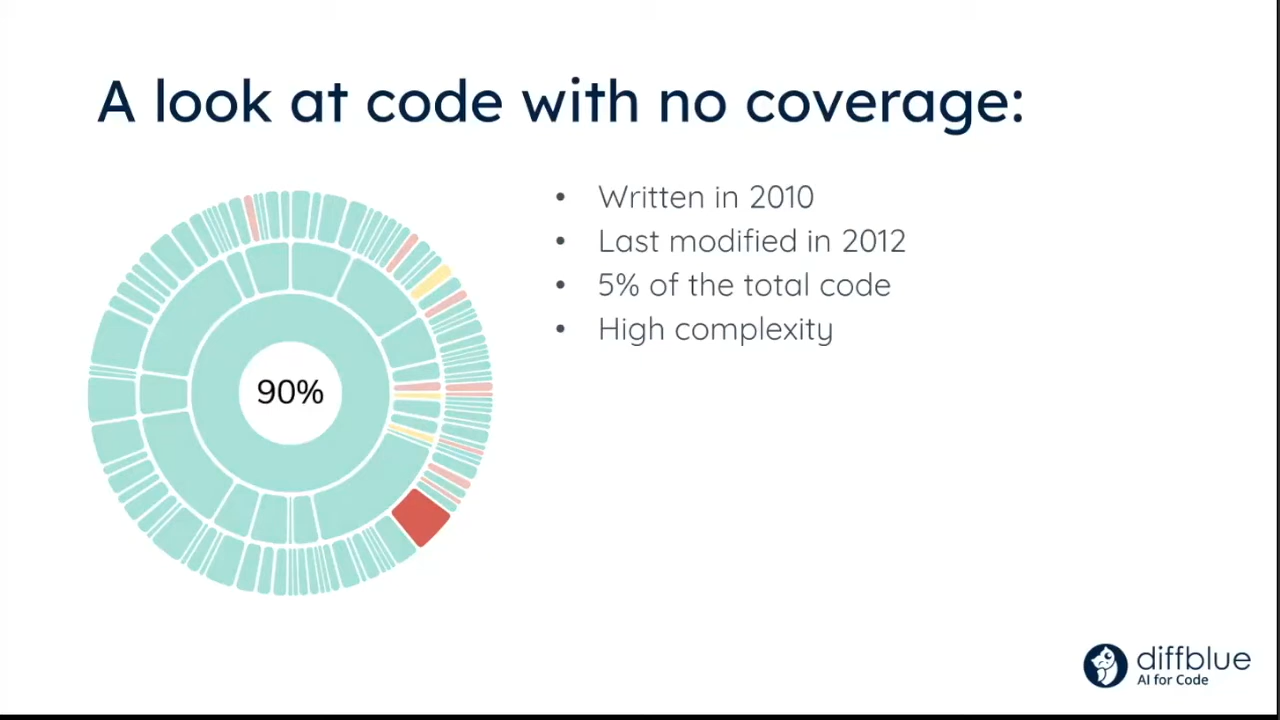 A look at code with no coverage:
• Written in 2010
• Last modified in 2012
• 5% of the total code
• High complexity
90%
diffblue
AI for Code